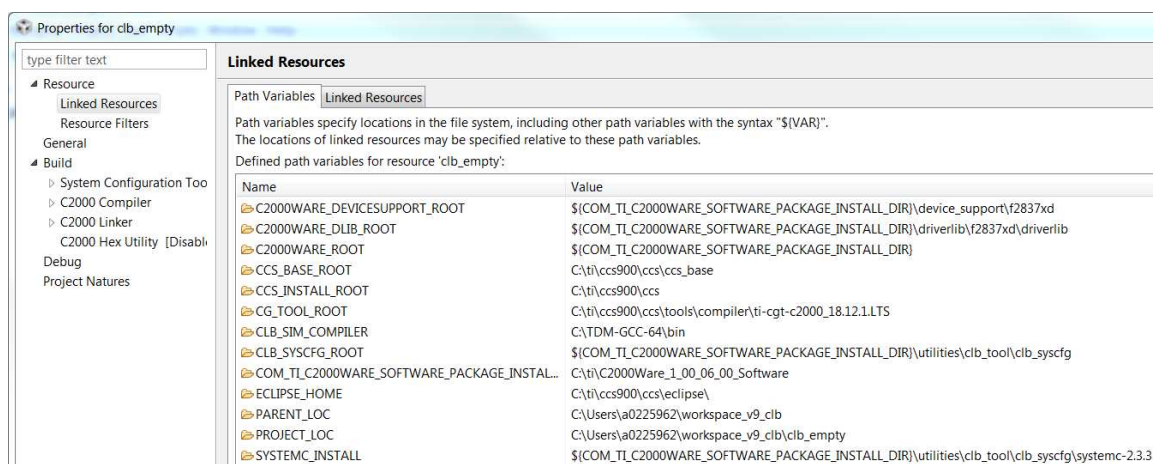 Properties for clb_empty
type filter text
Resource
Linked Resources
Resource Filters
General
Build
System Configuration Too
C2000 Compiler
C2000 Linker
C2000 Hex Utility [Disable
Debug
Project Natures
Linked Resources
Path Variables Linked Resources
Path variables specify locations in the file system, including other path variables with the syntax "${VAR}".
The locations of linked resources may be specified relative to these path variables.
Defined path variables for resource 'clb_empty':
Name Value
C2000WARE_DEVICESUPPORT_ROOT ${COM_TI_C2000WARE_SOFTWARE_PACKAGE_INSTALL_DIR}\device_support\f2837xd
C2000WARE_DLIB_ROOT ${COM_TI_C2000WARE_SOFTWARE_PACKAGE_INSTALL_DIR}\driverlib\f2837xd\driverlib
C2000WARE_ROOT ${COM_TI_C2000WARE_SOFTWARE_PACKAGE_INSTALL_DIR}
CCS_BASE_ROOT C:\ti\ccs900\ccs\ccs_base
CCS_INSTALL_ROOT C:\ti\ccs900\ccs
CG_TOOL_ROOT C:\ti\ccs900\ccs\tools\compiler\ti-cgt-c2000_18.12.1.LTS
CLB_SIM_COMPILER C:\TDM-GCC-64\bin
CLB_SYSCFG_ROOT ${COM_TI_C2000WARE_SOFTWARE_PACKAGE_INSTALL_DIR}\utilities\clb_tool\clb_syscfg
COM_TI_C2000WARE_SOFTWARE_PACKAGE_INSTAL... C:\ti\C2000Ware_1_00_06_00_Software
ECLIPSE_HOME C:\ti\ccs900\ccs\eclipse\
PARENT_LOC C:\Users\a0225962\workspace_v9_clb
PROJECT_LOC C:\Users\a0225962\workspace_v9_clb\clb_empty
SYSTEMC_INSTALL ${COM_TI_C2000WARE_SOFTWARE_PACKAGE_INSTALL_DIR}\utilities\clb_tool\clb_syscfg\systemc-2.3.3